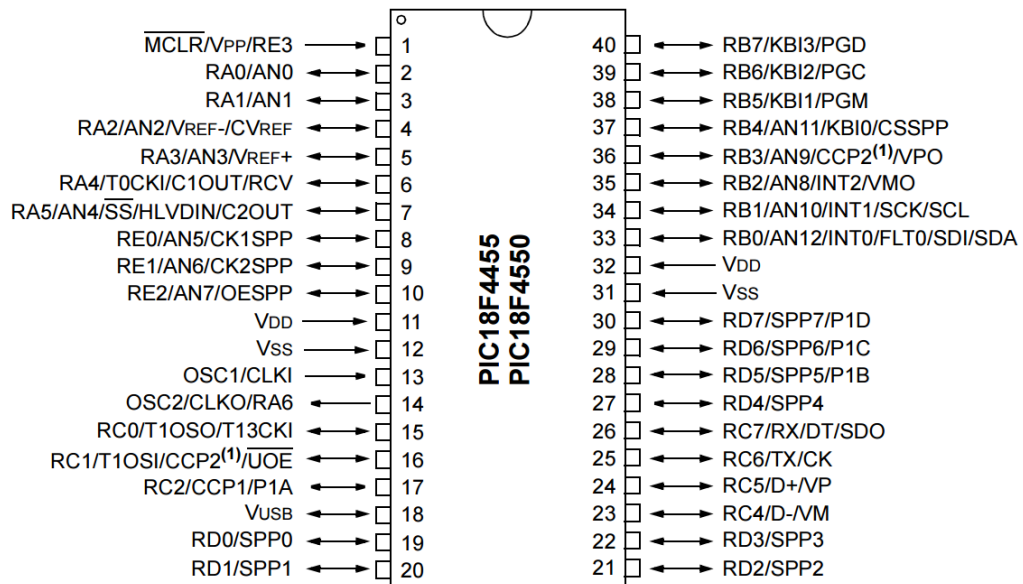 MCLR/VPP/RE3 1 40 RB7/KBI3/PGD
RA0/AN0 2 39 RB6/KBI2/PGC
RA1/AN1 3 38 RB5/KBI1/PGM
RA2/AN2/VREF-/CVREF 4 37 RB4/AN11/KBI0/CSSPP
RA3/AN3/VREF+ 5 36 RB3/AN9/CCP2(1)/VPO
RA4/T0CKI/C1OUT/RCV 6 35 RB2/AN8/INT2/VMO
RA5/AN4/SS/HLVDIN/C2OUT 7 34 RB1/AN10/INT1/SCK/SCL
RE0/AN5/CK1SPP 8 33 RB0/AN12/INT0/FLT0/SDI/SDA
RE1/AN6/CK2SPP 9 32 VDD
RE2/AN7/OESPP 10 31 VSS
VDD 11 30 RD7/SPP7/P1D
VSS 12 29 RD6/SPP6/P1C
OSC1/CLKI 13 28 RD5/SPP5/P1B
OSC2/CLKO/RA6 14 27 RD4/SPP4
RC0/T1OSO/T13CKI 15 26 RC7/RX/DT/SDO
RC1/T1OSI/CCP2(1)/UOE 16 25 RC6/TX/CK
RC2/CCP1/P1A 17 24 RC5/D+/VP
VUSB 18 23 RC4/D-/VM
RD0/SPP0 19 22 RD3/SPP3
RD1/SPP1 20 21 RD2/SPP2
PIC18F4455
PIC18F4550